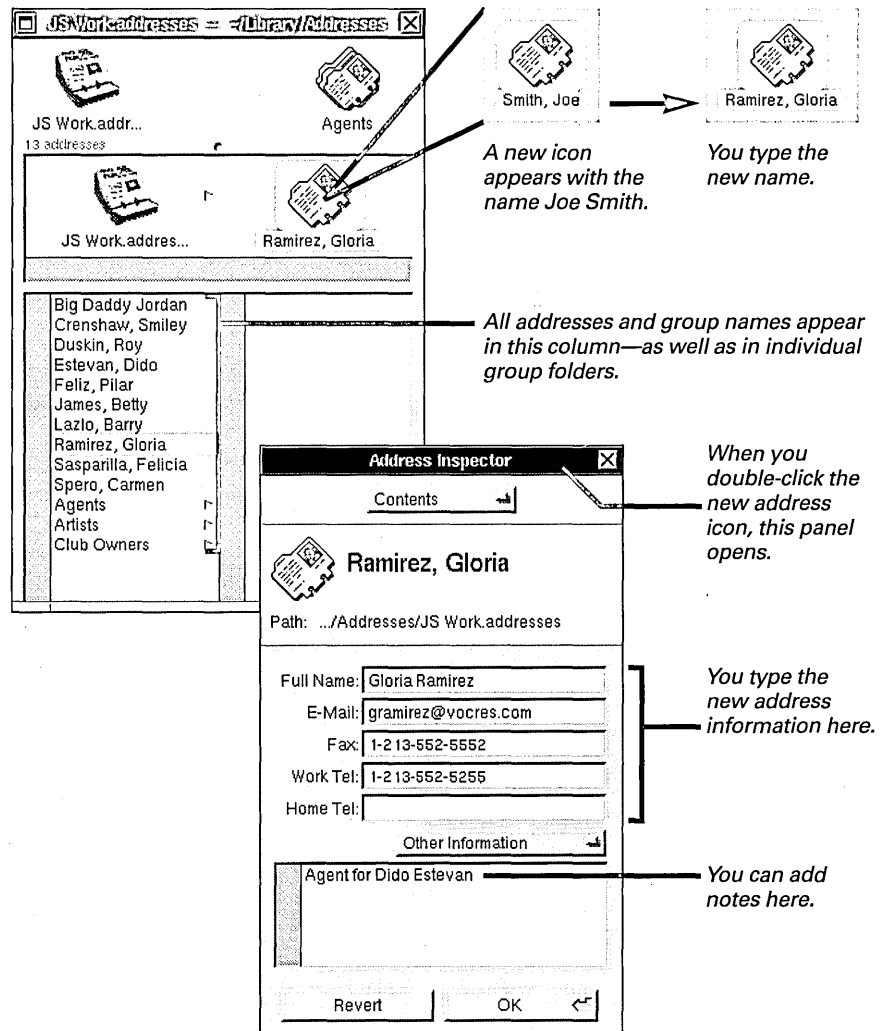 JS Work.addresses — ~/Library/Addresses
JS Work.addr...
Agents
13 addresses
JS Work.addres...
Ramirez, Gloria
Smith, Joe
Ramirez, Gloria
A new icon
appears with the
name Joe Smith.
You type the
new name.
Big Daddy Jordan
Crenshaw, Smiley
Duskin, Roy
Estevan, Dido
Feliz, Pilar
James, Betty
Lazlo, Barry
Ramirez, Gloria
Sasparilla, Felicia
Spero, Carmen
Agents
Artists
Club Owners
All addresses and group names appear
in this column—as well as in individual
group folders.
Address Inspector
Contents
Ramirez, Gloria
Path: .../Addresses/JS Work.addresses
When you
double-click the
new address
icon, this panel
opens.
Full Name: Gloria Ramirez
E-Mail: gramirez@vocres.com
Fax: 1-213-552-5552
Work Tel: 1-213-552-5255
Home Tel:
You type the
new address
information here.
Other Information
Agent for Dido Estevan
You can add
notes here.
Revert
OK